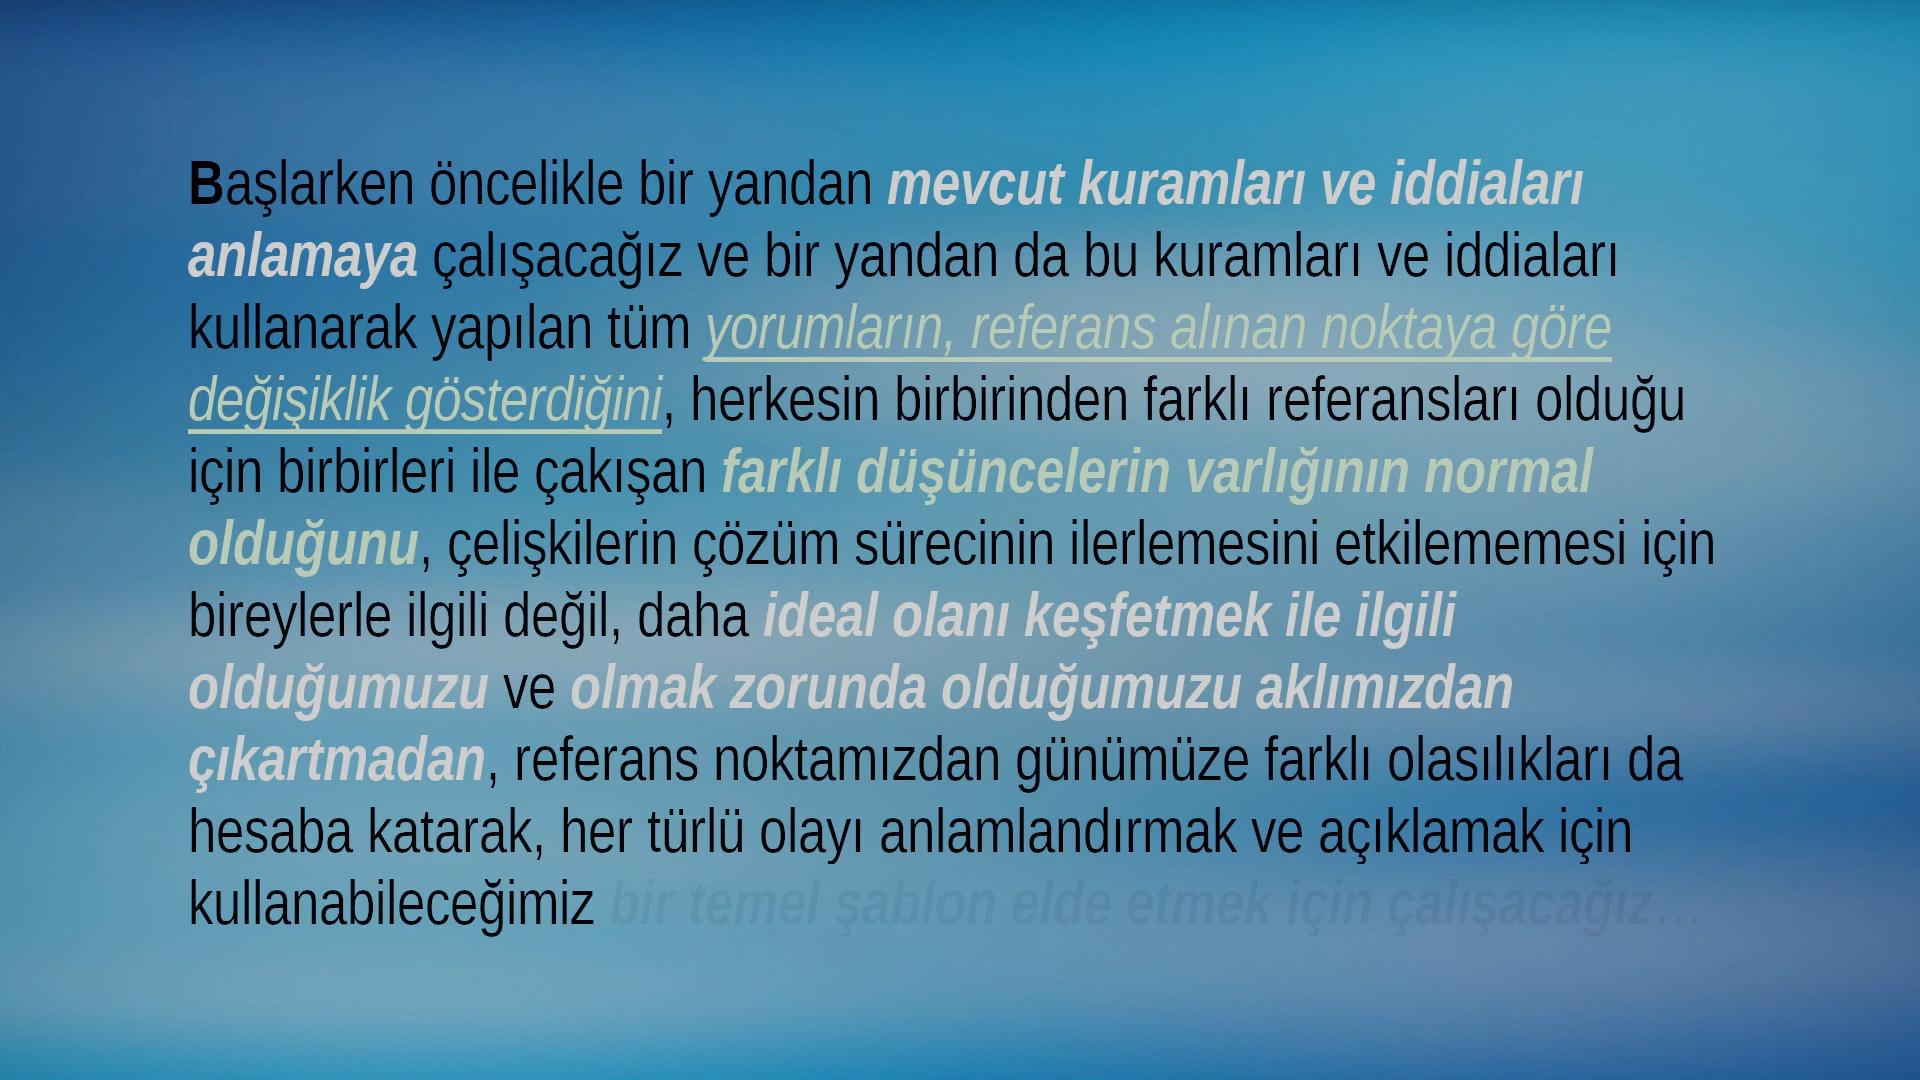 Başlarken öncelikle bir yandan mevcut kuramları ve iddiaları
anlamaya çalışacağız ve bir yandan da bu kuramları ve iddiaları
kullanarak yapılan tüm yorumların, referans alınan noktaya göre
değişiklik gösterdiğini, herkesin birbirinden farklı referansları olduğu
için birbirleri ile çakışan farklı düşüncelerin varlığının normal
olduğunu, çelişkilerin çözüm sürecinin ilerlemesini etkilememesi için
bireylerle ilgili değil, daha ideal olanı keşfetmek ile ilgili
olduğumuzu ve olmak zorunda olduğumuzu aklımızdan
çıkartmadan, referans noktamızdan günümüze farklı olasılıkları da
hesaba katarak, her türlü olayı anlamlandırmak ve açıklamak için
kullanabileceğimiz bir temel şablon elde etmek için çalışacağız…